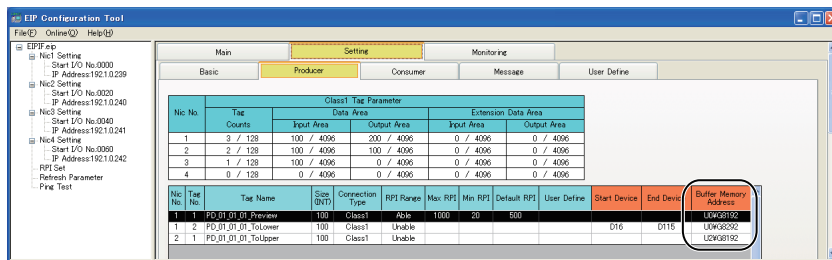 EIP Configuration Tool
File(F) Online(O) Help(H)
EIPIF.eip
Nic1 Setting
Start I/O No.:0000
IP Address:192.1.0.239
Nic2 Setting
Start I/O No.:0020
IP Address:192.1.0.240
Nic3 Setting
Start I/O No.:0040
IP Address:192.1.0.241
Nic4 Setting
Start I/O No.:0060
IP Address:192.1.0.242
RPI Set
Refresh Parameter
Ping Test
Main Setting Monitoring
Basic Producer Consumer Message User Define
Class1 Tag Parameter
Nic No. Tag Counts Data Area Extension Data Area
Input Area Output Area Input Area Output Area
1 3 / 128 100 / 4096 200 / 4096 0 / 4096 0 / 4096
2 2 / 128 100 / 4096 100 / 4096 0 / 4096 0 / 4096
3 1 / 128 100 / 4096 0 / 4096 0 / 4096 0 / 4096
4 0 / 128 0 / 4096 0 / 4096 0 / 4096 0 / 4096
Nic No. Tag No. Tag Name Size (INT) Connection Type RPI Range Max RPI Min RPI Default RPI User Define Start Device End Device Buffer Memory Address
1 1 PD_01_01_01_Preview 100 Class1 Able 1000 20 500 U0¥G8192
1 2 PD_01_01_01_ToLower 100 Class1 Unable D16 D115 U0¥G8192
2 1 PD_01_01_01_ToUpper 100 Class1 Unable U2¥G8192